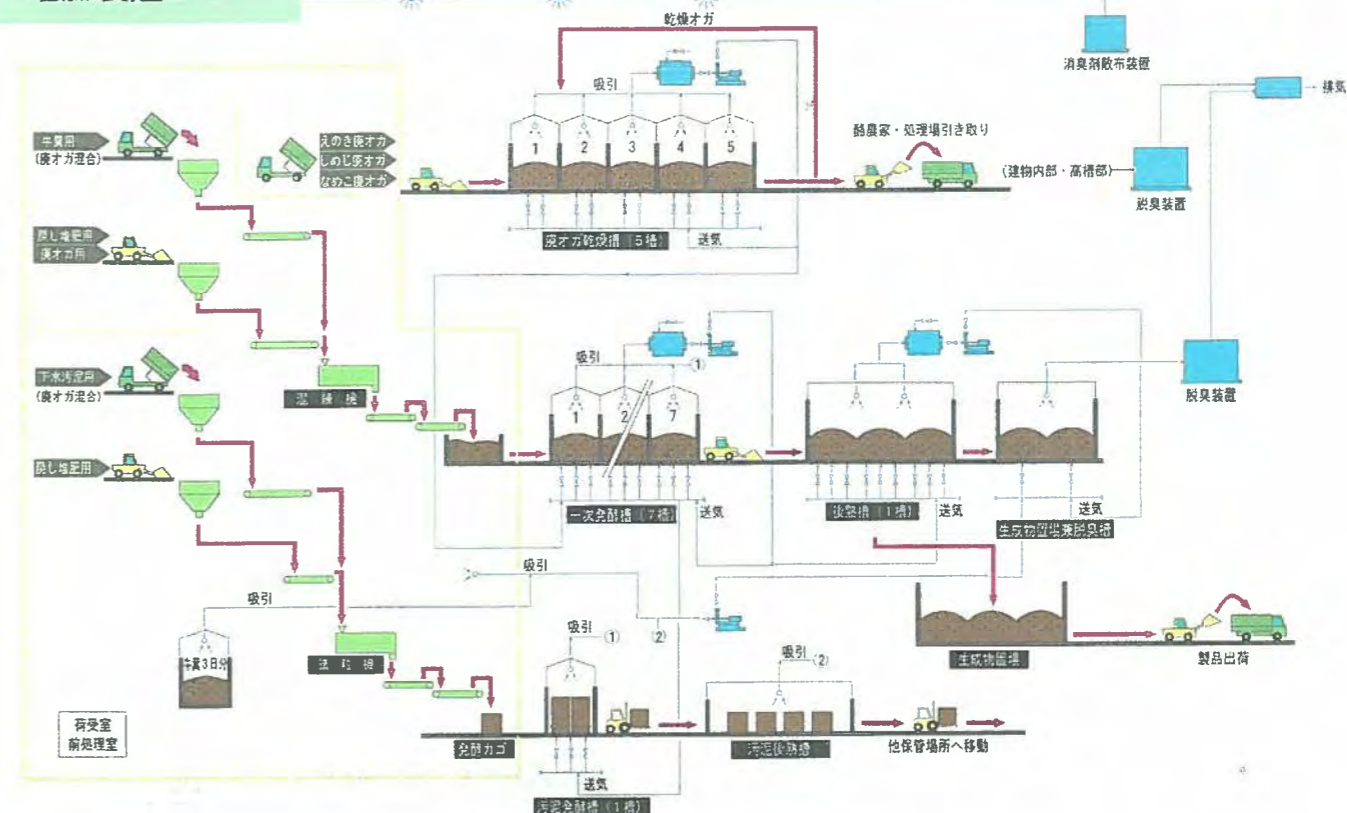 乾燥オガ
消臭剤散布装置
排気
吸引
牛糞用
(廃オガ混合)
えのき廃オガ
しめじ廃オガ
なめこ廃オガ
1
2
3
4
5
酪農家・処理場引き取り
(建物内部・高槽部)
脱臭装置
廃オガ乾燥槽(5槽)
送気
戻し堆肥用
廃オガ用
下水汚泥用
(廃オガ混合)
混練機
吸引
①
1
2
7
脱臭装置
戻し堆肥用
一次発酵槽(7槽)
送気
後熟槽(1槽)
送気
送気
生成物置場兼脱臭槽
吸引
吸引
②
牛糞3日分
吸引
①
吸引
②
生成物置場
製品出荷
荷受室
前処理室
発酵カゴ
汚泥後熟槽
他保管場所へ移動
送気
汚泥発酵槽(1槽)